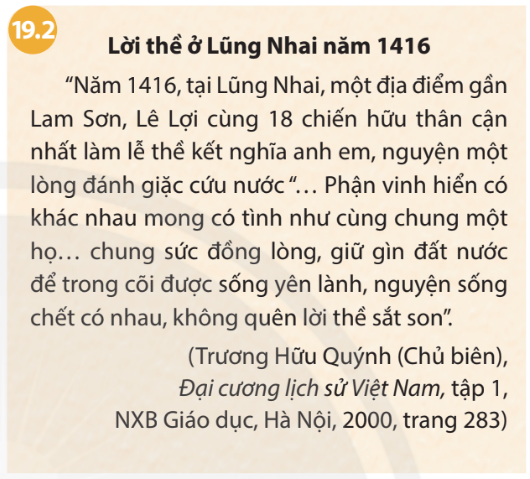 19.2
Lời thề ở Lũng Nhai năm 1416
“Năm 1416, tại Lũng Nhai, một địa điểm gần
Lam Sơn, Lê Lợi cùng 18 chiến hữu thân cận
nhất làm lễ thề kết nghĩa anh em, nguyện một
lòng đánh giặc cứu nước “… Phận vinh hiển có
khác nhau mong có tình như cùng chung một
họ… chung sức đồng lòng, giữ gìn đất nước
để trong cõi được sống yên lành, nguyện sống
chết có nhau, không quên lời thề sắt son”.
(Trương Hữu Quýnh (Chủ biên),
Đại cương lịch sử Việt Nam, tập 1,
NXB Giáo dục, Hà Nội, 2000, trang 283)